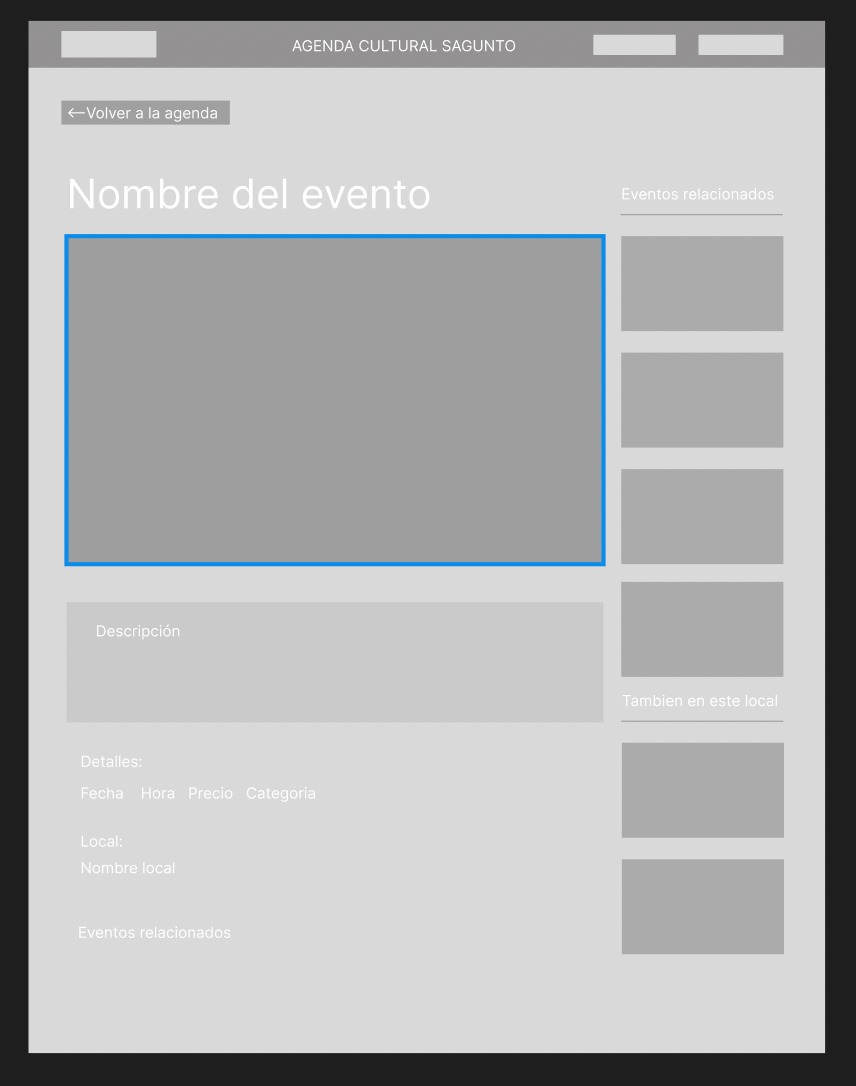 AGENDA CULTURAL SAGUNTO
←Volver a la agenda
Nombre del evento
Descripción
Detalles:
Fecha Hora Precio Categoria
Local:
Nombre local
Eventos relacionados
Eventos relacionados
Tambien en este local